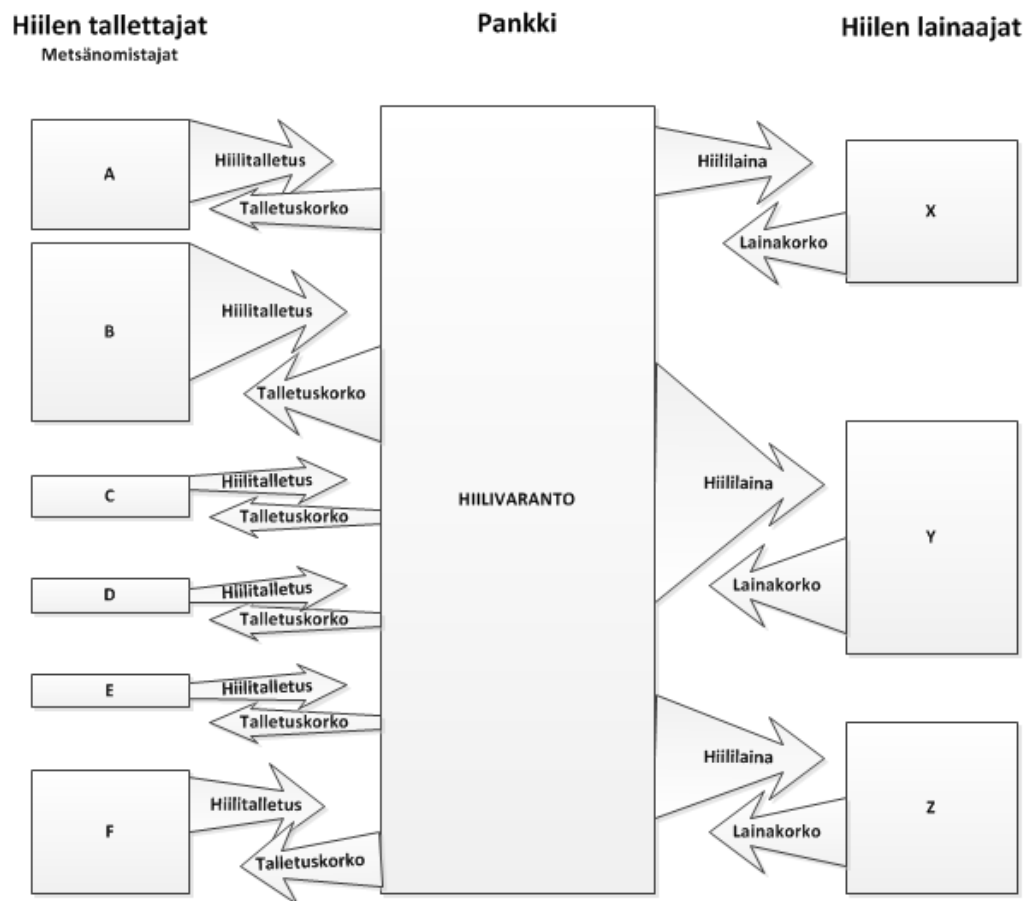 Hiilen tallettajat
Metsänomistajat
Pankki
Hiilen lainaajat
A
Hiilitalletus
Talletuskorko
B
Hiilitalletus
Talletuskorko
C
Hiilitalletus
Talletuskorko
D
Hiilitalletus
Talletuskorko
E
Hiilitalletus
Talletuskorko
F
Hiilitalletus
Talletuskorko
HIILIVARANTO
Hiililaina
Lainakorko
X
Hiililaina
Lainakorko
Y
Hiililaina
Lainakorko
Z